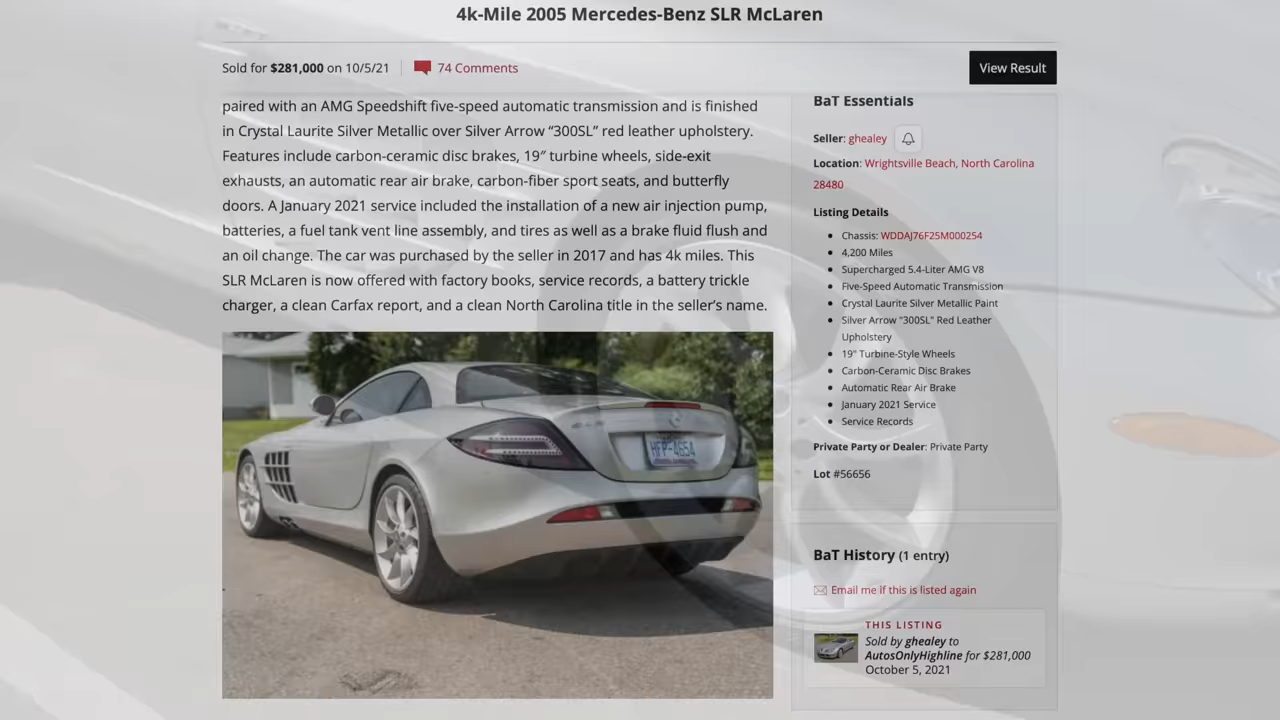 4k-Mile 2005 Mercedes-Benz SLR McLaren
Sold for $281,000 on 10/5/21
74 Comments
View Result
paired with an AMG Speedshift five-speed automatic transmission and is finished
in Crystal Laurite Silver Metallic over Silver Arrow “300SL” red leather upholstery.
Features include carbon-ceramic disc brakes, 19″ turbine wheels, side-exit
exhausts, an automatic rear air brake, carbon-fiber sport seats, and butterfly
doors. A January 2021 service included the installation of a new air injection pump,
batteries, a fuel tank vent line assembly, and tires as well as a brake fluid flush and
an oil change. The car was purchased by the seller in 2017 and has 4k miles. This
SLR McLaren is now offered with factory books, service records, a battery trickle
charger, a clean Carfax report, and a clean North Carolina title in the seller’s name.
HFP-4654
BaT Essentials
Seller: ghealey
Location: Wrightsville Beach, North Carolina
28480
Listing Details
Chassis: WDDAJ76F25M000254
4,200 Miles
Supercharged 5.4-Liter AMG V8
Five-Speed Automatic Transmission
Crystal Laurite Silver Metallic Paint
Silver Arrow "300SL" Red Leather
Upholstery
19" Turbine-Style Wheels
Carbon-Ceramic Disc Brakes
Automatic Rear Air Brake
January 2021 Service
Service Records
Private Party or Dealer: Private Party
Lot #56656
BaT History (1 entry)
Email me if this is listed again
THIS LISTING
Sold by ghealey to
AutosOnlyHighline for $281,000
October 5, 2021